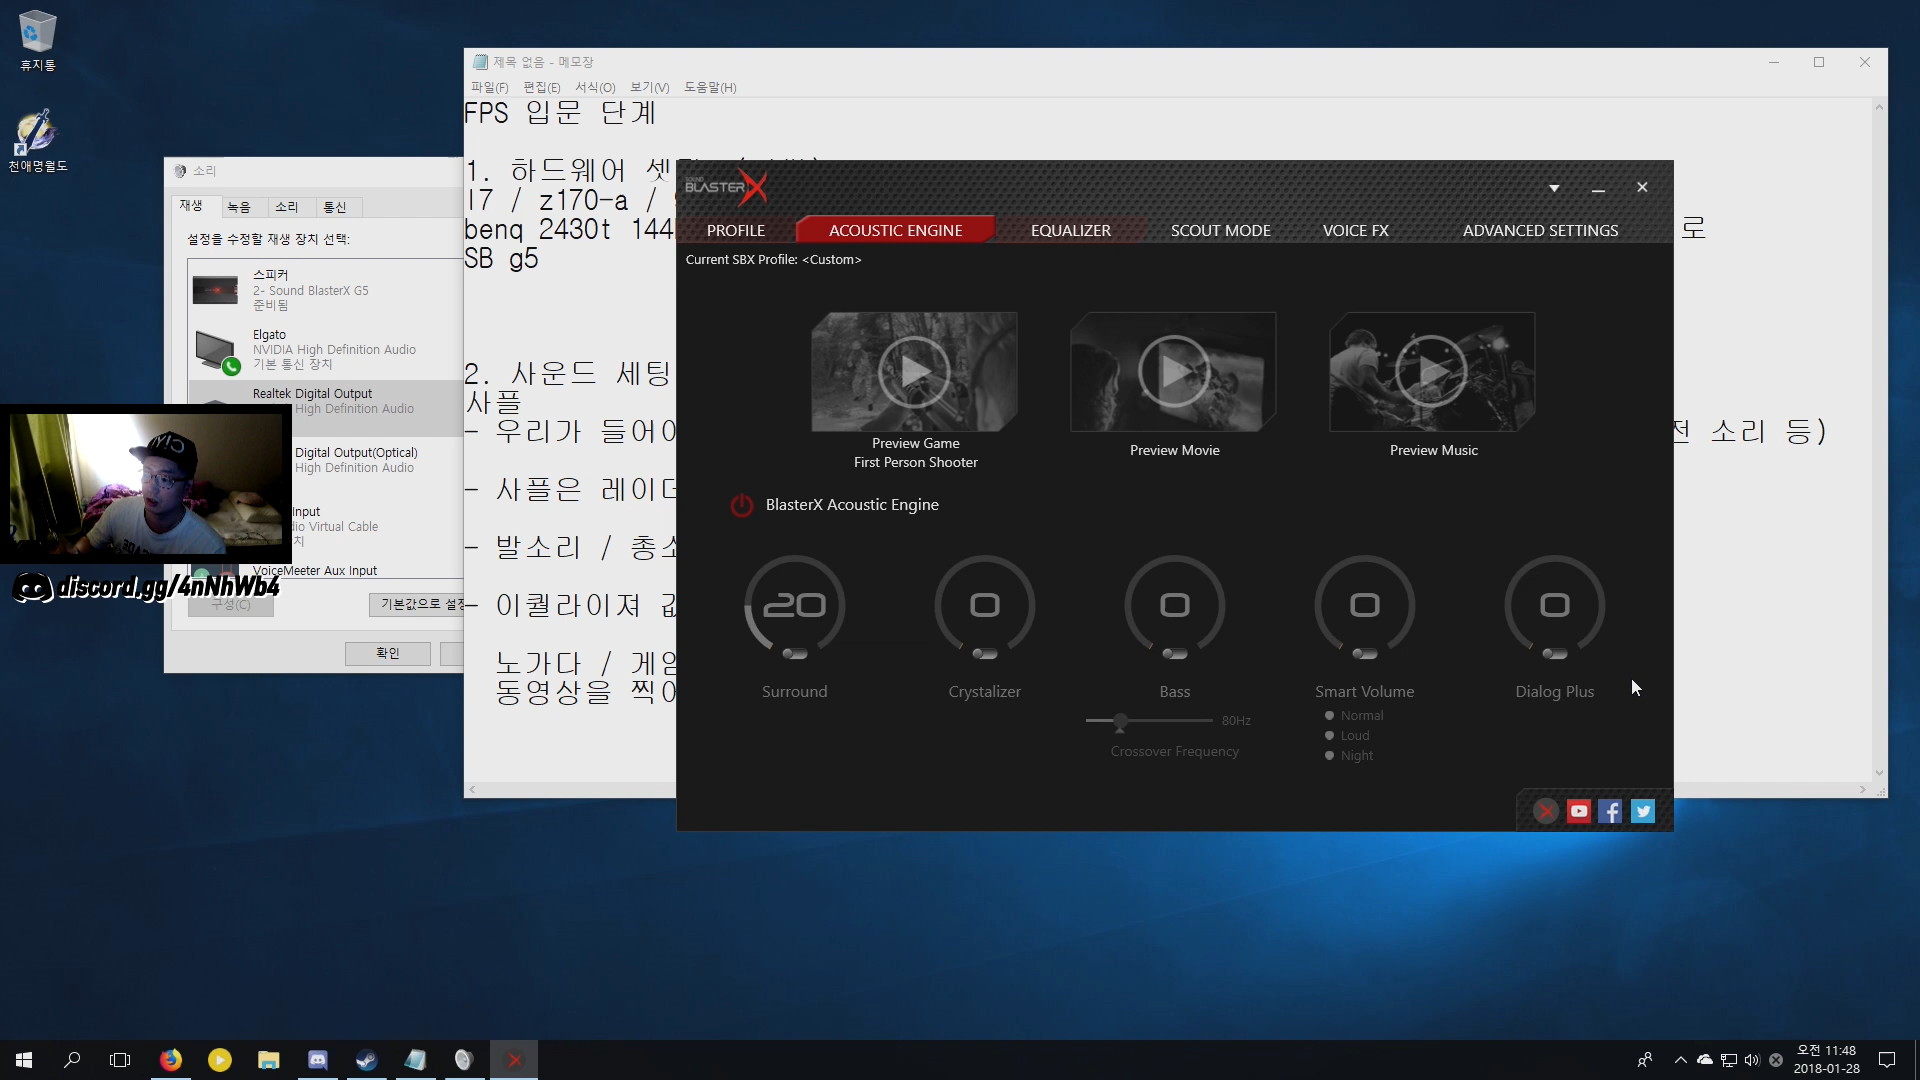 휴지통
천애명월도
제목 없음 - 메모장
파일(F) 편집(E) 서식(O) 보기(V) 도움말(H)
FPS 입문 단계
1. 하드웨어
I7 / z170-a /
benq 2430t 144
로
SB g5
2. 사운드 세팅
사플
- 우리가 들어
전 소리 등)
- 사플은 레이더
- 발소리 / 총소
- 이퀄라이져 값
노가다 / 게임
동영상을 찍어
소리
재생 녹음 소리 통신
설정을 수정할 재생 장치 선택:
스피커
2- Sound BlasterX G5
준비됨
Elgato
NVIDIA High Definition Audio
기본 통신 장치
Realtek Digital Output
High Definition Audio
Digital Output(Optical)
High Definition Audio
Input
dio Virtual Cable
치
VoiceMeeter Aux Input
구성(C)
기본값으로 설정
확인
discord.gg/4nNhWb4
SOUND
BLASTERX
PROFILE
ACOUSTIC ENGINE
EQUALIZER
SCOUT MODE
VOICE FX
ADVANCED SETTINGS
Current SBX Profile: <Custom>
Preview Game
First Person Shooter
Preview Movie
Preview Music
BlasterX Acoustic Engine
20
0
0
0
0
Surround
Crystalizer
Bass
Smart Volume
Dialog Plus
80Hz
Crossover Frequency
Normal
Loud
Night
오전 11:48
2018-01-28